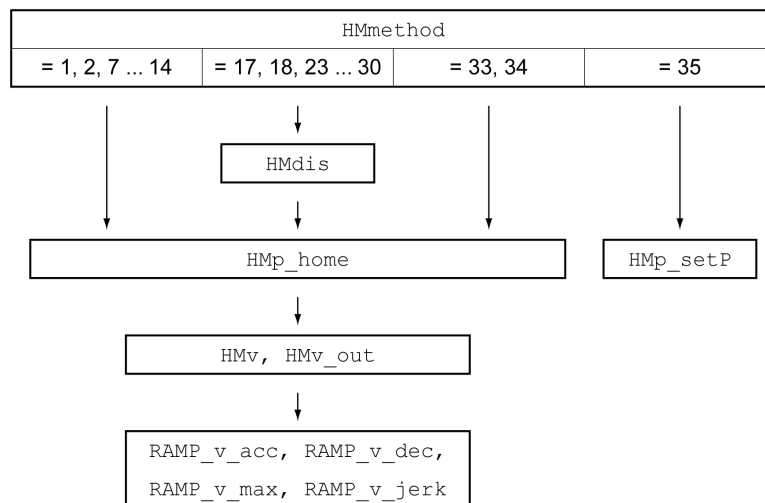 HMmethod
= 1, 2, 7 ... 14
= 17, 18, 23 ... 30
= 33, 34
= 35
HMdis
HMp_home
HMp_setP
HMv, HMv_out
RAMP_v_acc, RAMP_v_dec,
RAMP_v_max, RAMP_v_jerk